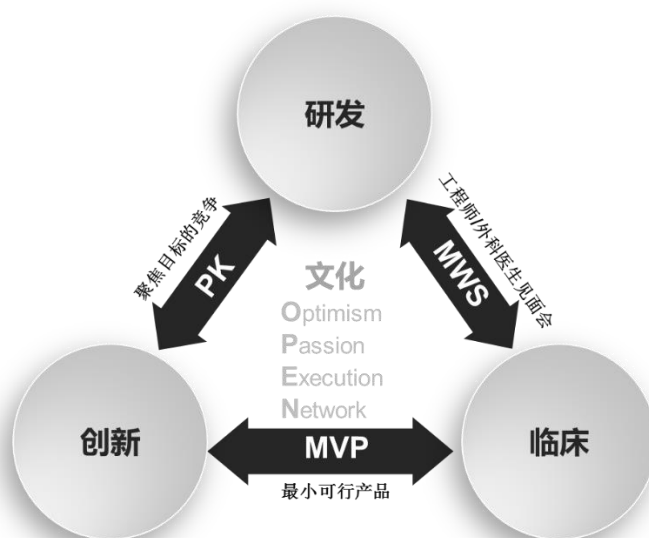 研发
聚焦目标的竞争
PK
工程师/外科医生见面会
MWS
文化
Optimism
Passion
Execution
Network
创新
MVP
最小可行产品
临床